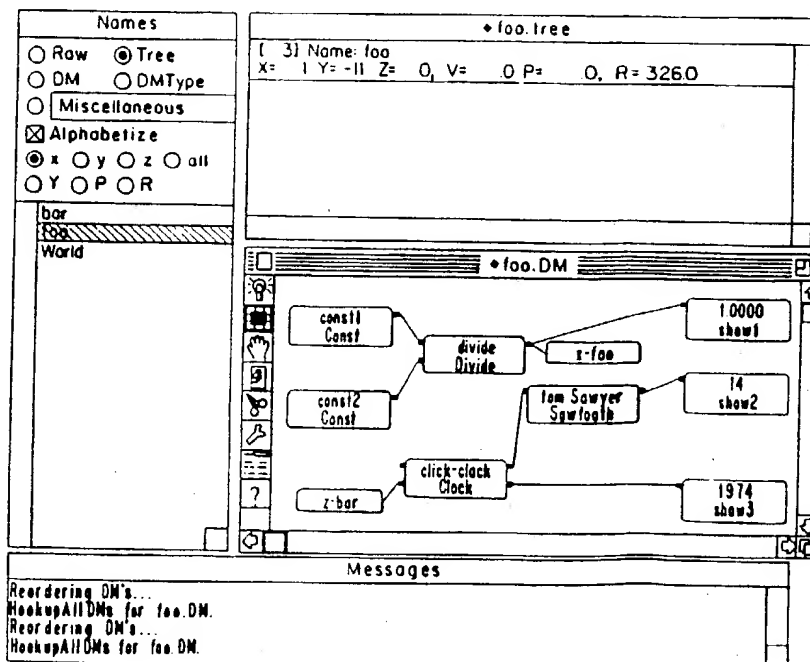 Names
Raw Tree
DM DMType
Miscellaneous
Alphabetize
x y z all
Y P R
bar
foo
World
foo.tree
[ 3] Name: foo
X= 1 Y= -11 Z= 0, V= .0 P= .0, R= 326.0
foo.DM
const1
Const
const2
Const
divide
Divide
x-foo
1.0000
show1
tom Sawyer
Sawtooth
14
show2
click-clack
Clock
z-bar
1974
show3
?
Messages
Reordering DM's...
HookupAllDMs for foo.DM.
Reordering DM's...
HookupAllDMs for foo.DM.